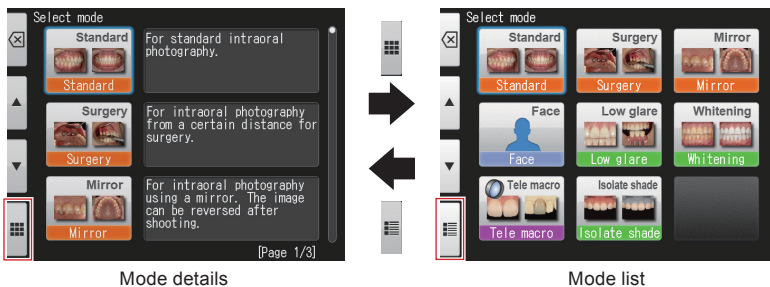 Select mode
Standard
Standard
For standard intraoral
photography.
Surgery
Surgery
For intraoral photography
from a certain distance for
surgery.
Mirror
Mirror
For intraoral photography
using a mirror. The image
can be reversed after
shooting.
[Page 1/3]
Mode details
Select mode
Standard
Standard
Surgery
Surgery
Mirror
Mirror
Face
Face
Low glare
Low glare
Whitening
Whitening
Tele macro
Tele macro
Isolate shade
Isolate shade
Mode list